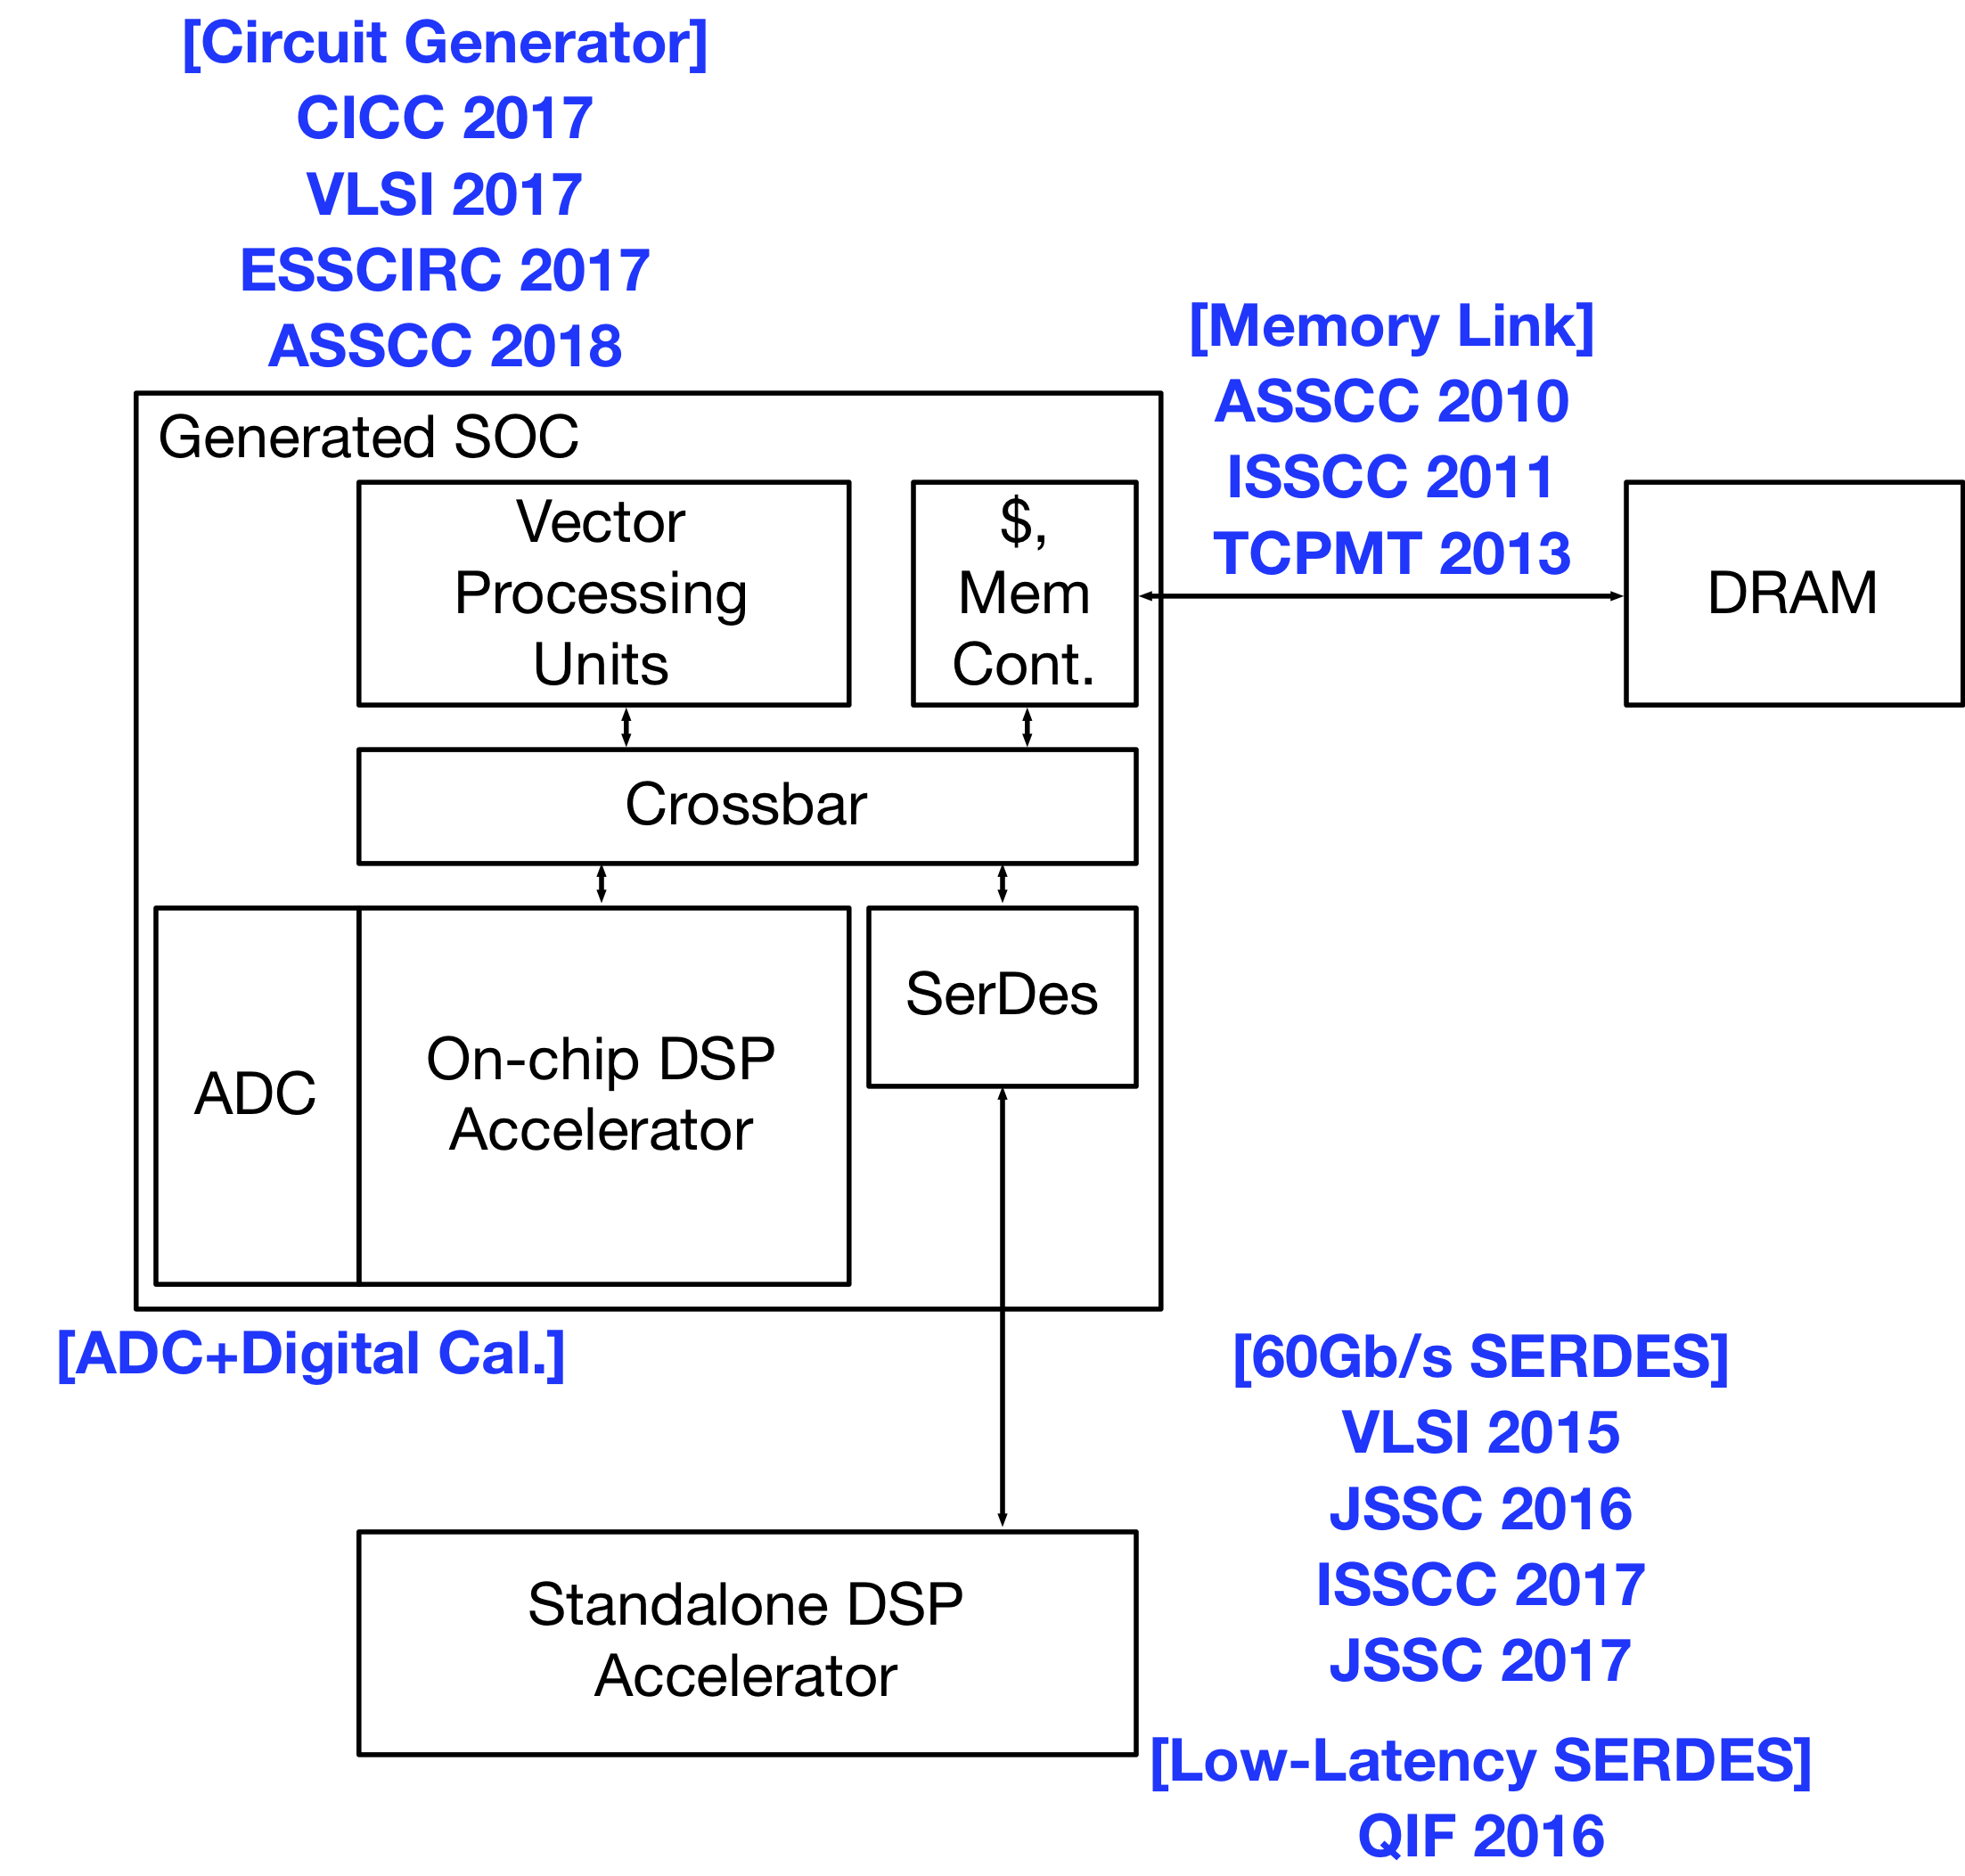 [Circuit Generator]
CICC 2017
VLSI 2017
ESSCIRC 2017
ASSCC 2018
[Memory Link]
ASSCC 2010
ISSCC 2011
TCPMT 2013
Generated SOC
Vector
Processing
Units
$,
Mem
Cont.
DRAM
Crossbar
ADC
On-chip DSP
Accelerator
SerDes
[ADC+Digital Cal.]
[60Gb/s SERDES]
VLSI 2015
JSSC 2016
ISSCC 2017
JSSC 2017
Standalone DSP
Accelerator
[Low-Latency SERDES]
QIF 2016